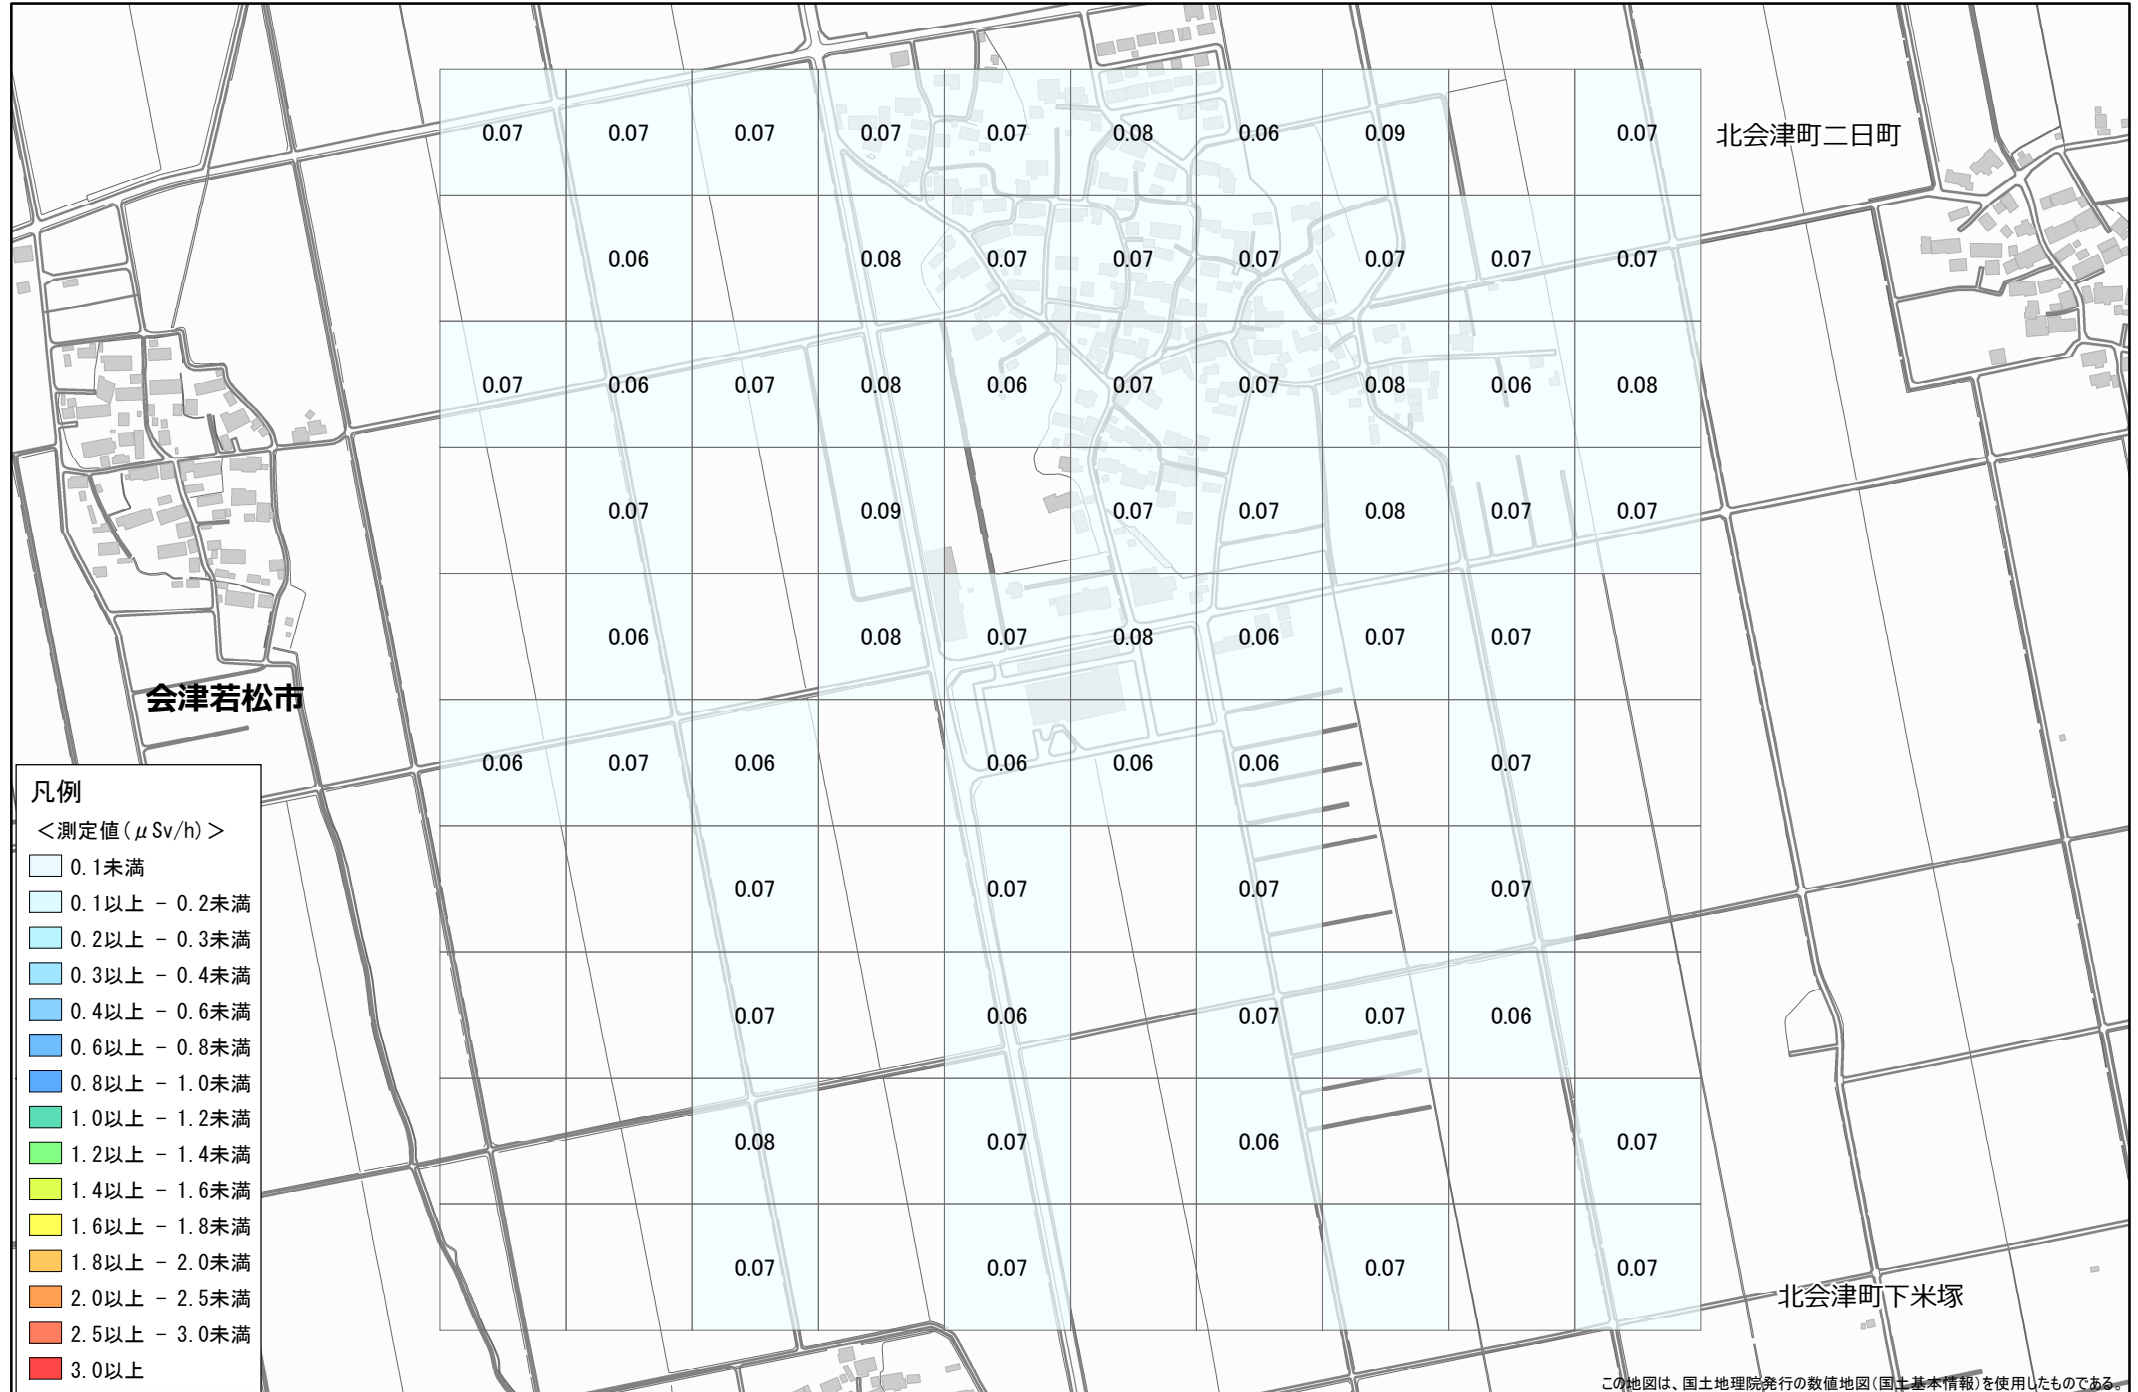 0.07 0.07 0.07 0.07 0.07 0.08 0.06 0.09 0.07
北会津町二日町
0.06 0.08 0.07 0.07 0.07 0.07 0.07 0.07
0.07 0.06 0.07 0.08 0.06 0.07 0.07 0.08 0.06 0.08
0.07 0.09 0.07 0.07 0.08 0.07 0.07
0.06 0.08 0.07 0.08 0.06 0.07 0.07
会津若松市
0.06 0.07 0.06 0.06 0.06 0.06 0.07
0.07 0.07 0.07 0.07
0.07 0.06 0.07 0.07 0.06
0.08 0.07 0.06 0.07
0.07 0.07 0.07 0.07
北会津町下米塚
凡例
＜測定値(μSv/h)＞
0.1未満
0.1以上 - 0.2未満
0.2以上 - 0.3未満
0.3以上 - 0.4未満
0.4以上 - 0.6未満
0.6以上 - 0.8未満
0.8以上 - 1.0未満
1.0以上 - 1.2未満
1.2以上 - 1.4未満
1.4以上 - 1.6未満
1.6以上 - 1.8未満
1.8以上 - 2.0未満
2.0以上 - 2.5未満
2.5以上 - 3.0未満
3.0以上
この地図は、国土地理院発行の数値地図(国土基本情報)を使用したものである。